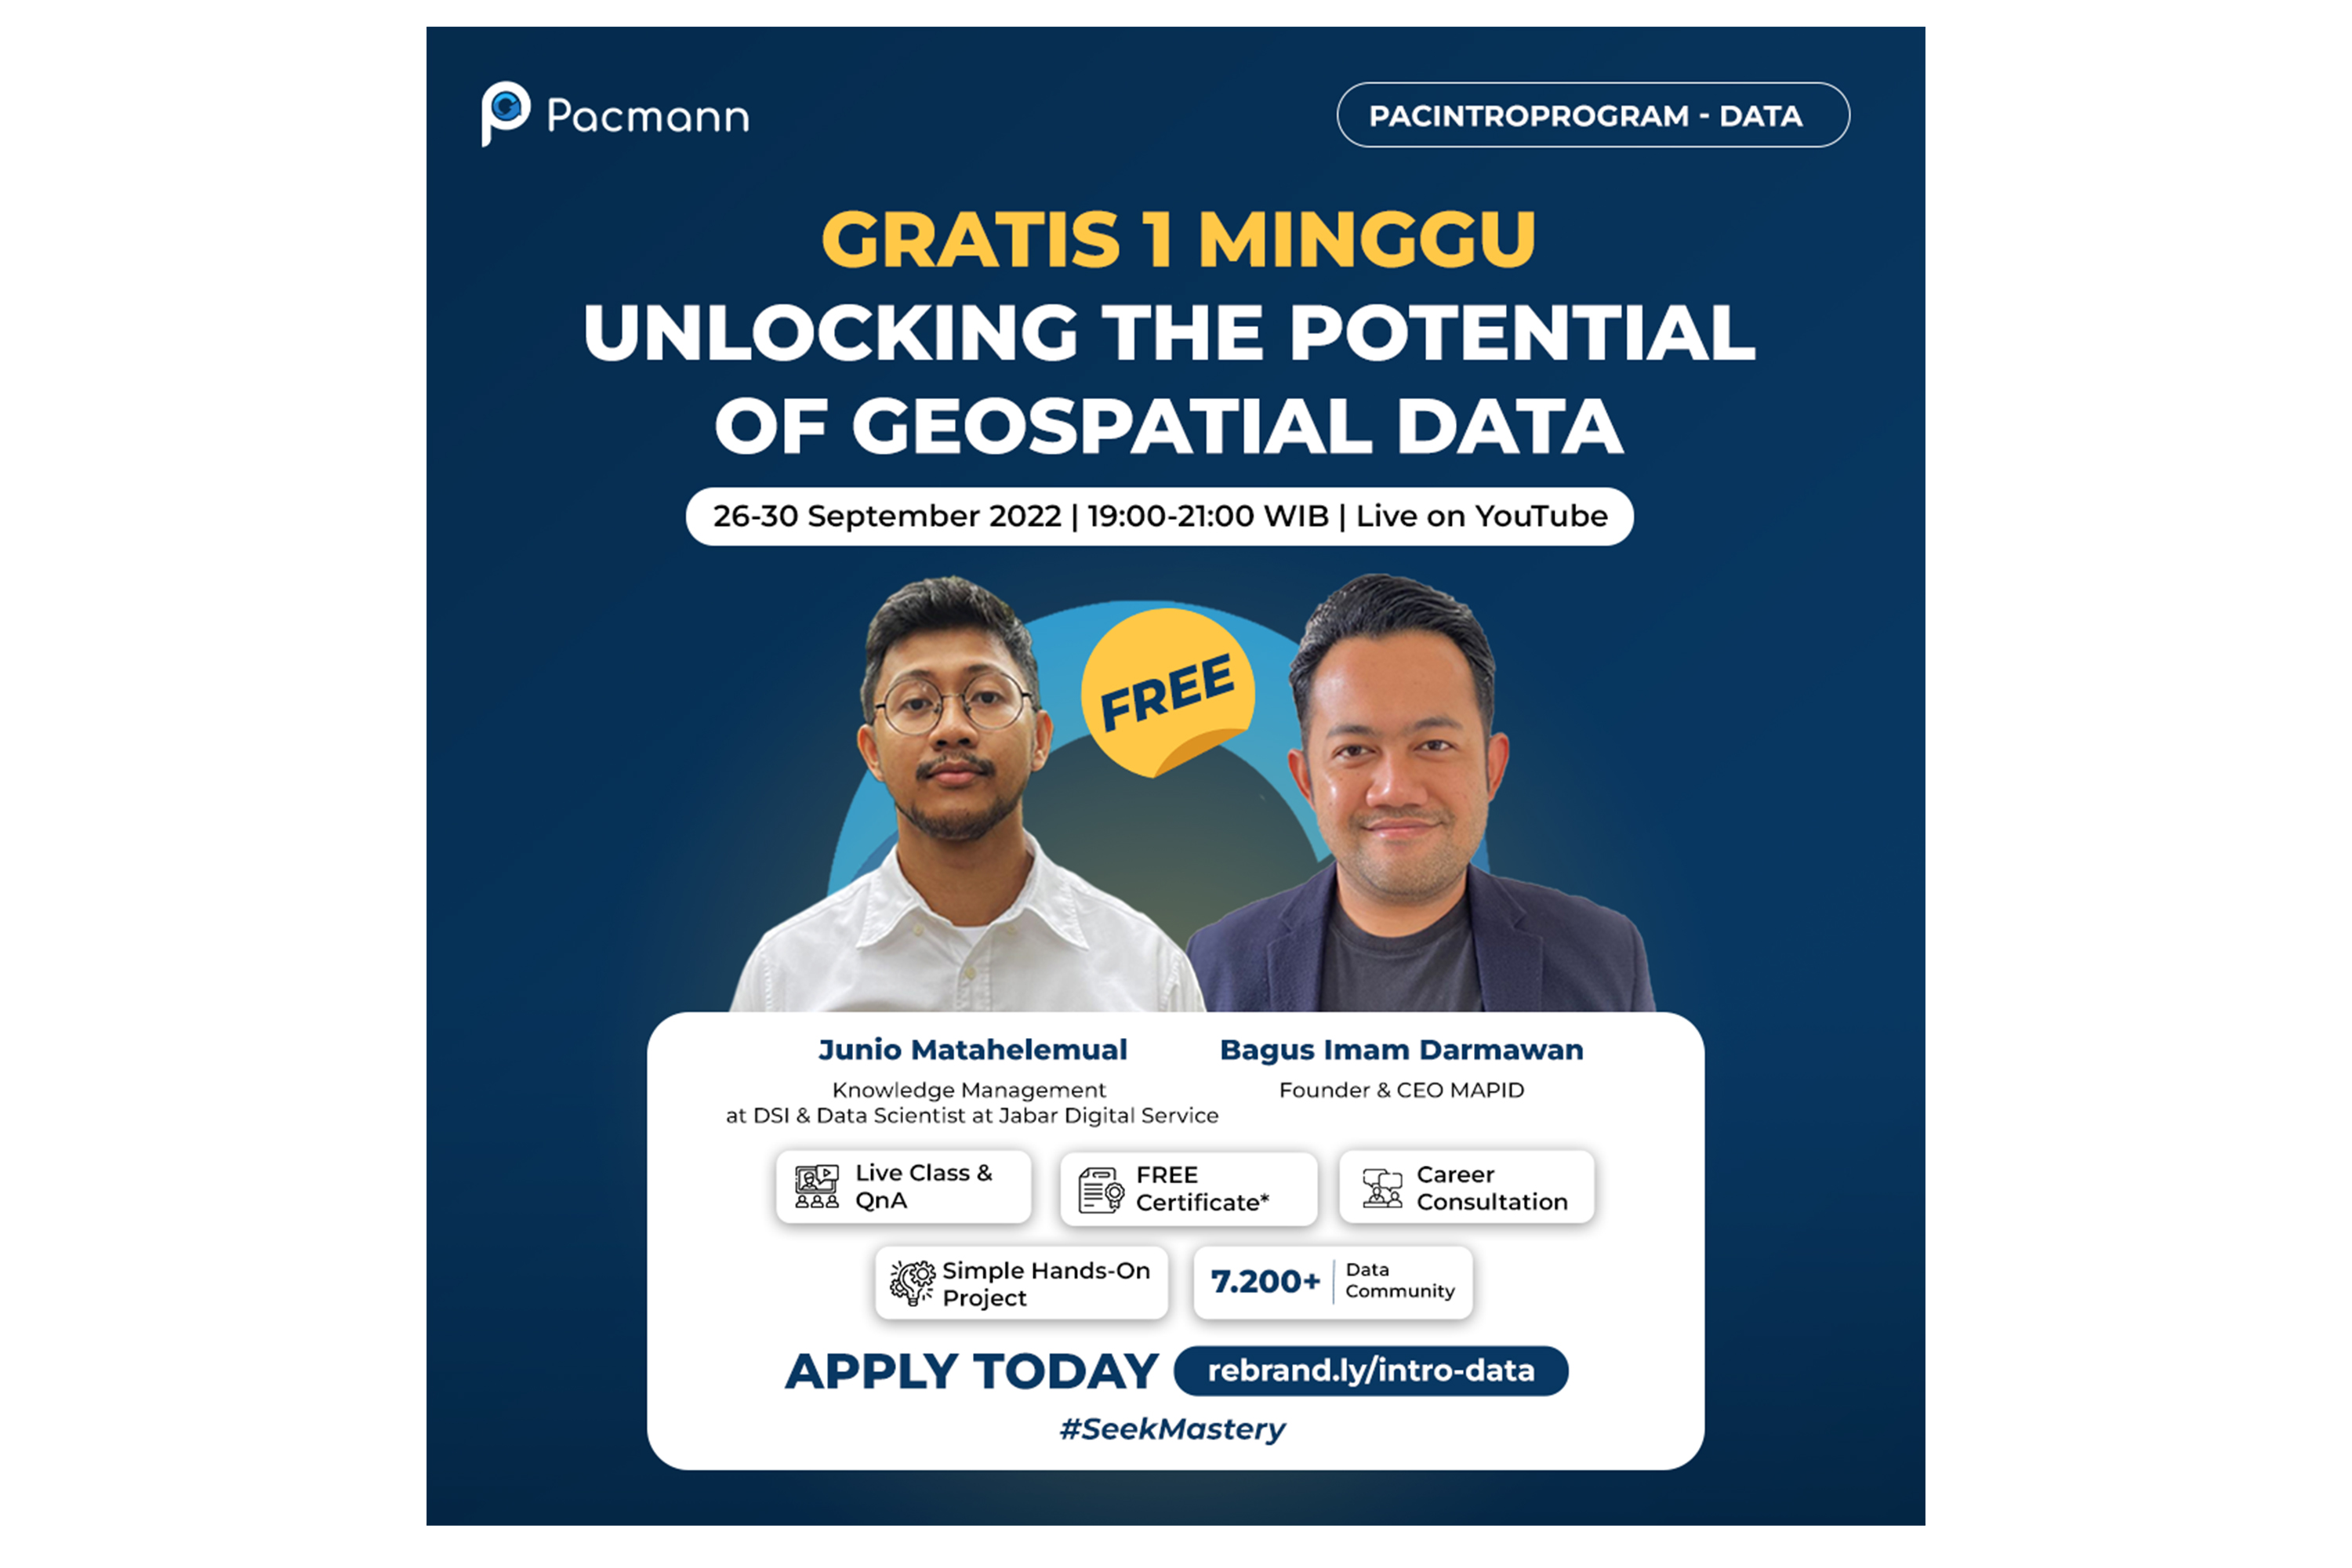 Pacmann
PACINTROPROGRAM - DATA
GRATIS 1 MINGGU
UNLOCKING THE POTENTIAL
OF GEOSPATIAL DATA
26-30 September 2022 | 19:00-21:00 WIB | Live on YouTube
FREE
Junio Matahelemual
Knowledge Management
at DSI & Data Scientist at Jabar Digital Service
Bagus Imam Darmawan
Founder & CEO MAPID
Live Class &
QnA
FREE
Certificate*
Career
Consultation
Simple Hands-On
Project
7.200+
Data
Community
APPLY TODAY rebrand.ly/intro-data
#SeekMastery